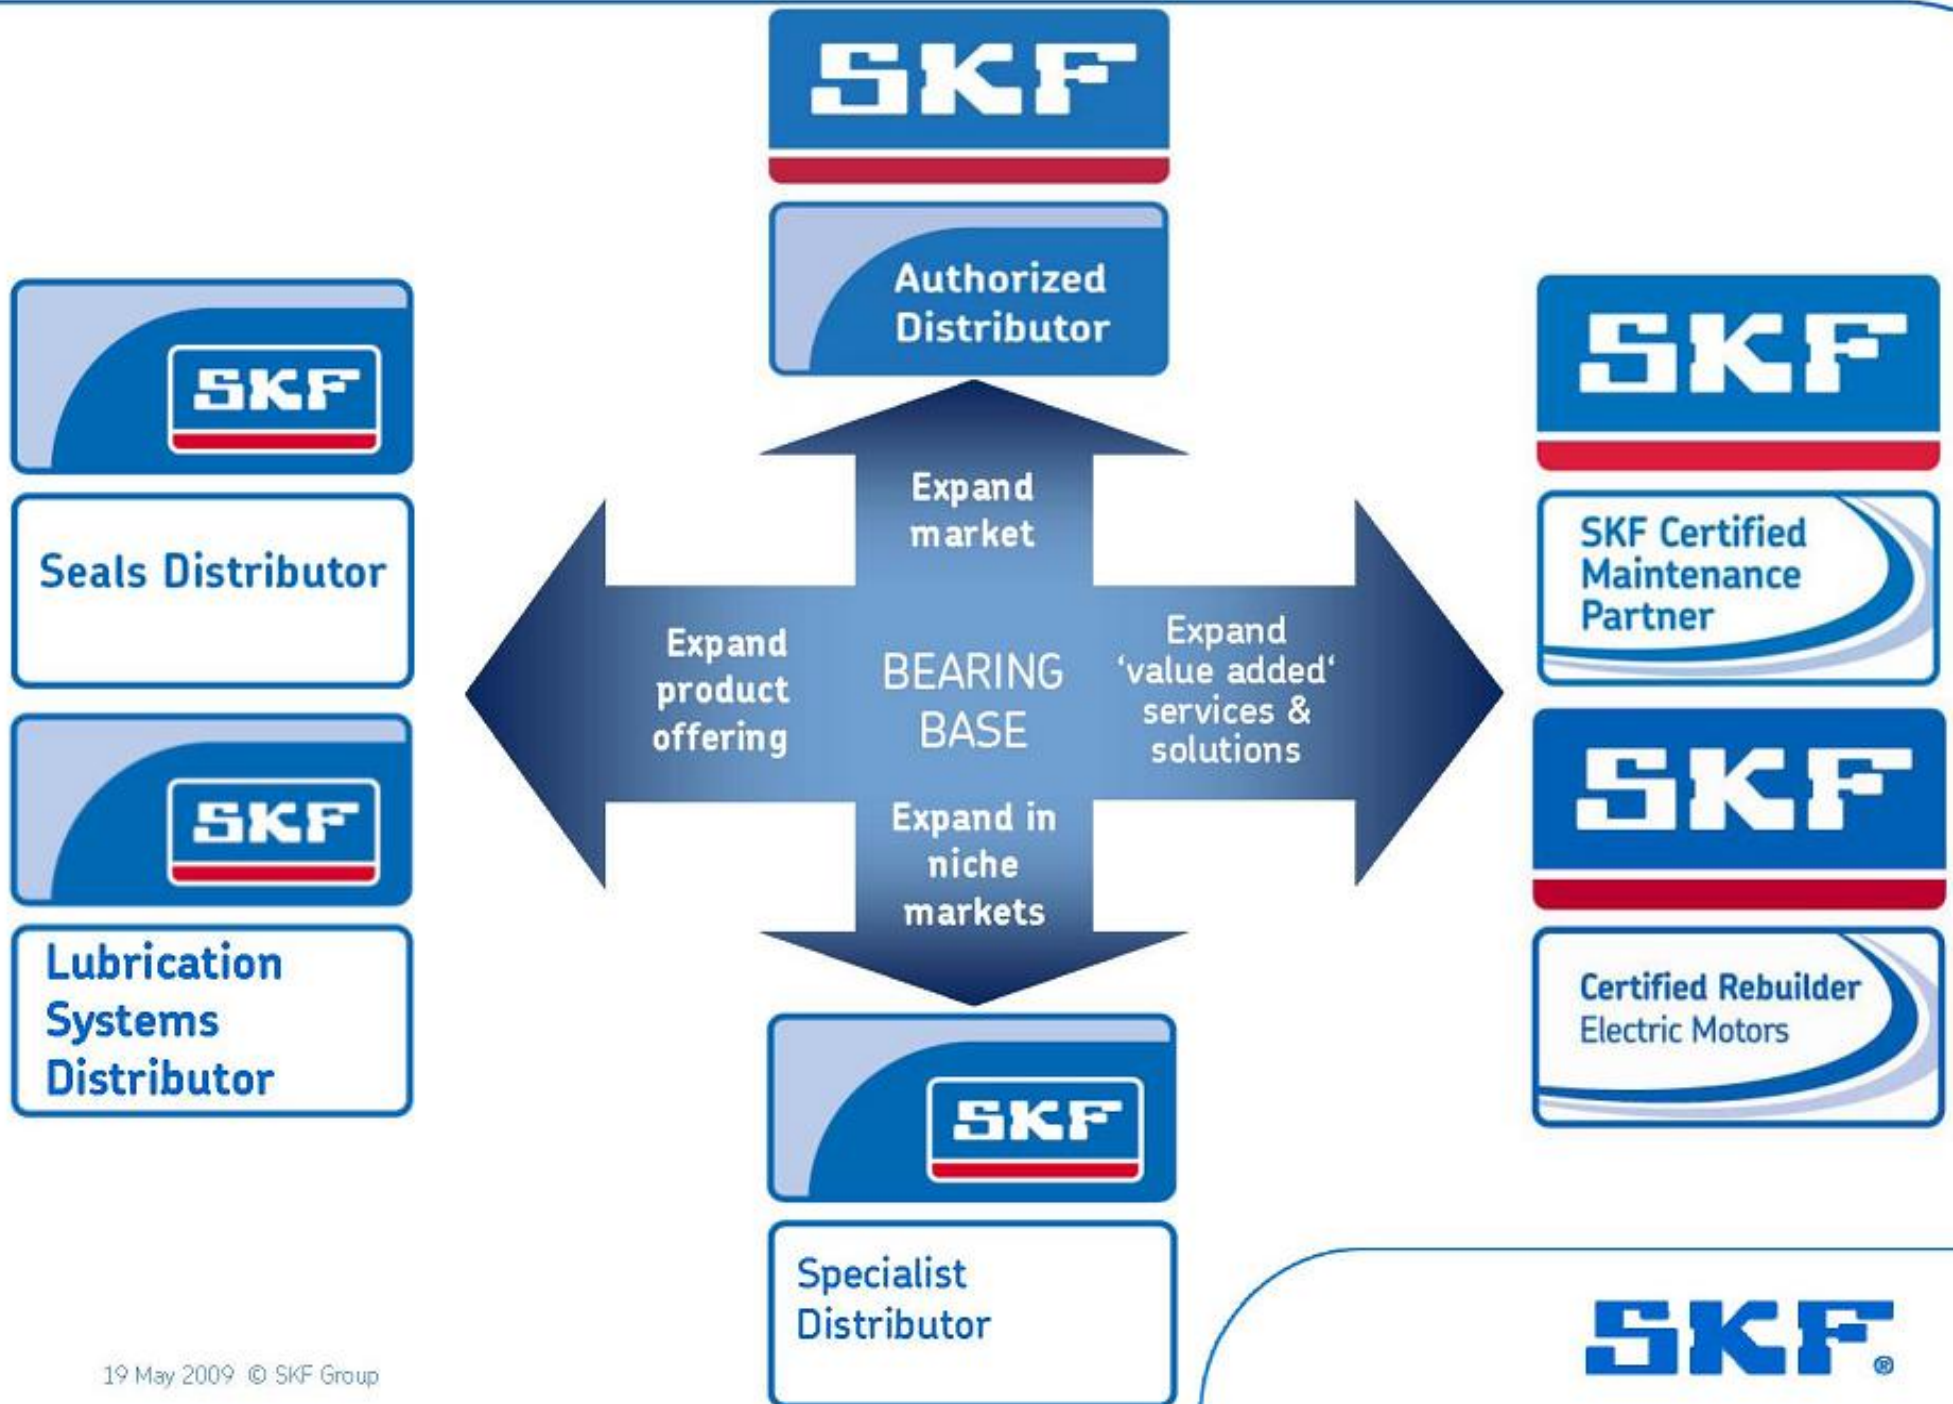 SKF
Authorized
Distributor
SKF
Seals Distributor
SKF
Lubrication
Systems
Distributor
Expand
market
Expand
product
offering
BEARING
BASE
Expand
‘value added‘
services &
solutions
Expand in
niche
markets
SKF
SKF Certified
Maintenance
Partner
SKF
Certified Rebuilder
Electric Motors
SKF
Specialist
Distributor
19 May 2009 © SKF Group
SKF®